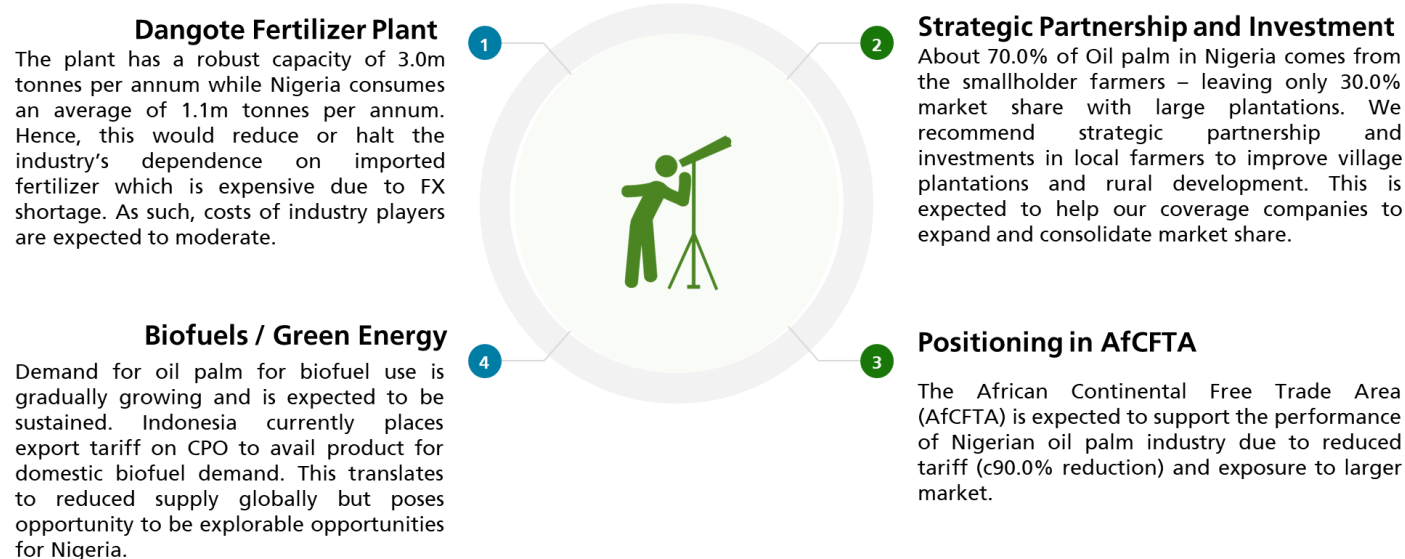 Dangote Fertilizer Plant
The plant has a robust capacity of 3.0m
tonnes per annum while Nigeria consumes
an average of 1.1m tonnes per annum.
Hence, this would reduce or halt the
industry's dependence on imported
fertilizer which is expensive due to FX
shortage. As such, costs of industry players
are expected to moderate.
1
2
Strategic Partnership and Investment
About 70.0% of Oil palm in Nigeria comes from
the smallholder farmers – leaving only 30.0%
market share with large plantations. We
recommend strategic partnership and
investments in local farmers to improve village
plantations and rural development. This is
expected to help our coverage companies to
expand and consolidate market share.
3
Positioning in AfCFTA
The African Continental Free Trade Area
(AfCFTA) is expected to support the performance
of Nigerian oil palm industry due to reduced
tariff (c90.0% reduction) and exposure to larger
market.
Biofuels / Green Energy
4
Demand for oil palm for biofuel use is
gradually growing and is expected to be
sustained. Indonesia currently places
export tariff on CPO to avail product for
domestic biofuel demand. This translates
to reduced supply globally but poses
opportunity to be explorable opportunities
for Nigeria.